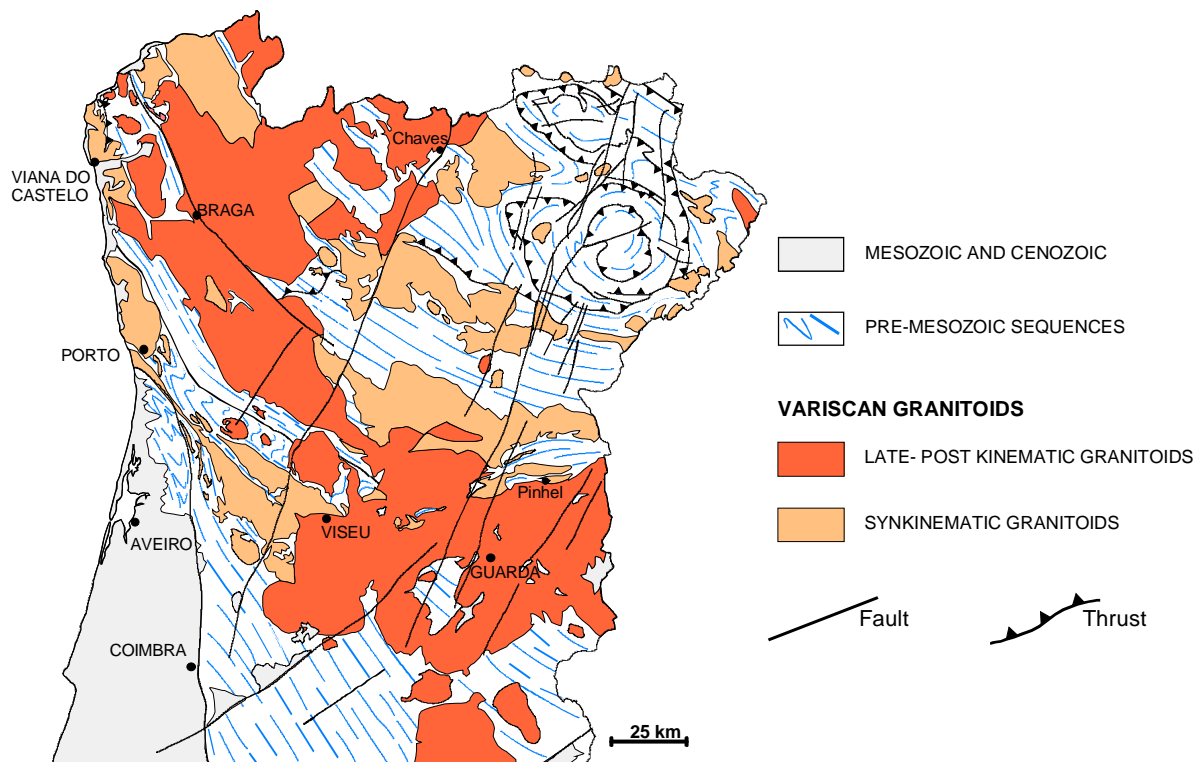 Chaves
VIANA DO
CASTELO
BRAGA
MESOZOIC AND CENOZOIC
PRE-MESOZOIC SEQUENCES
PORTO
VARISCAN GRANITOIDS
LATE- POST KINEMATIC GRANITOIDS
Pinhel
SYNKINEMATIC GRANITOIDS
VISEU
AVEIRO
GUARDA
Fault
Thrust
COIMBRA
25 km